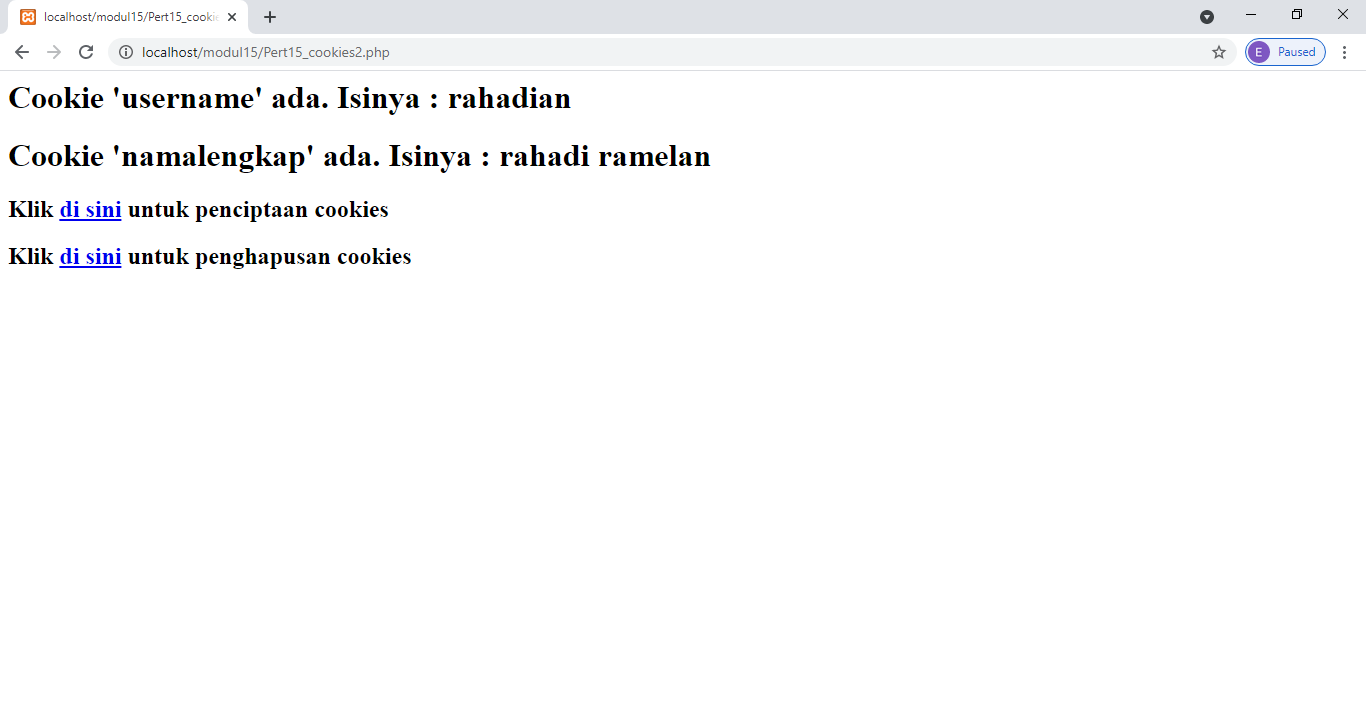 localhost/modul15/Pert15_cookie
localhost/modul15/Pert15_cookies2.php
E
Paused
Cookie 'username' ada. Isinya : rahadian
Cookie 'namalengkap' ada. Isinya : rahadi ramelan
Klik di sini untuk penciptaan cookies
Klik di sini untuk penghapusan cookies